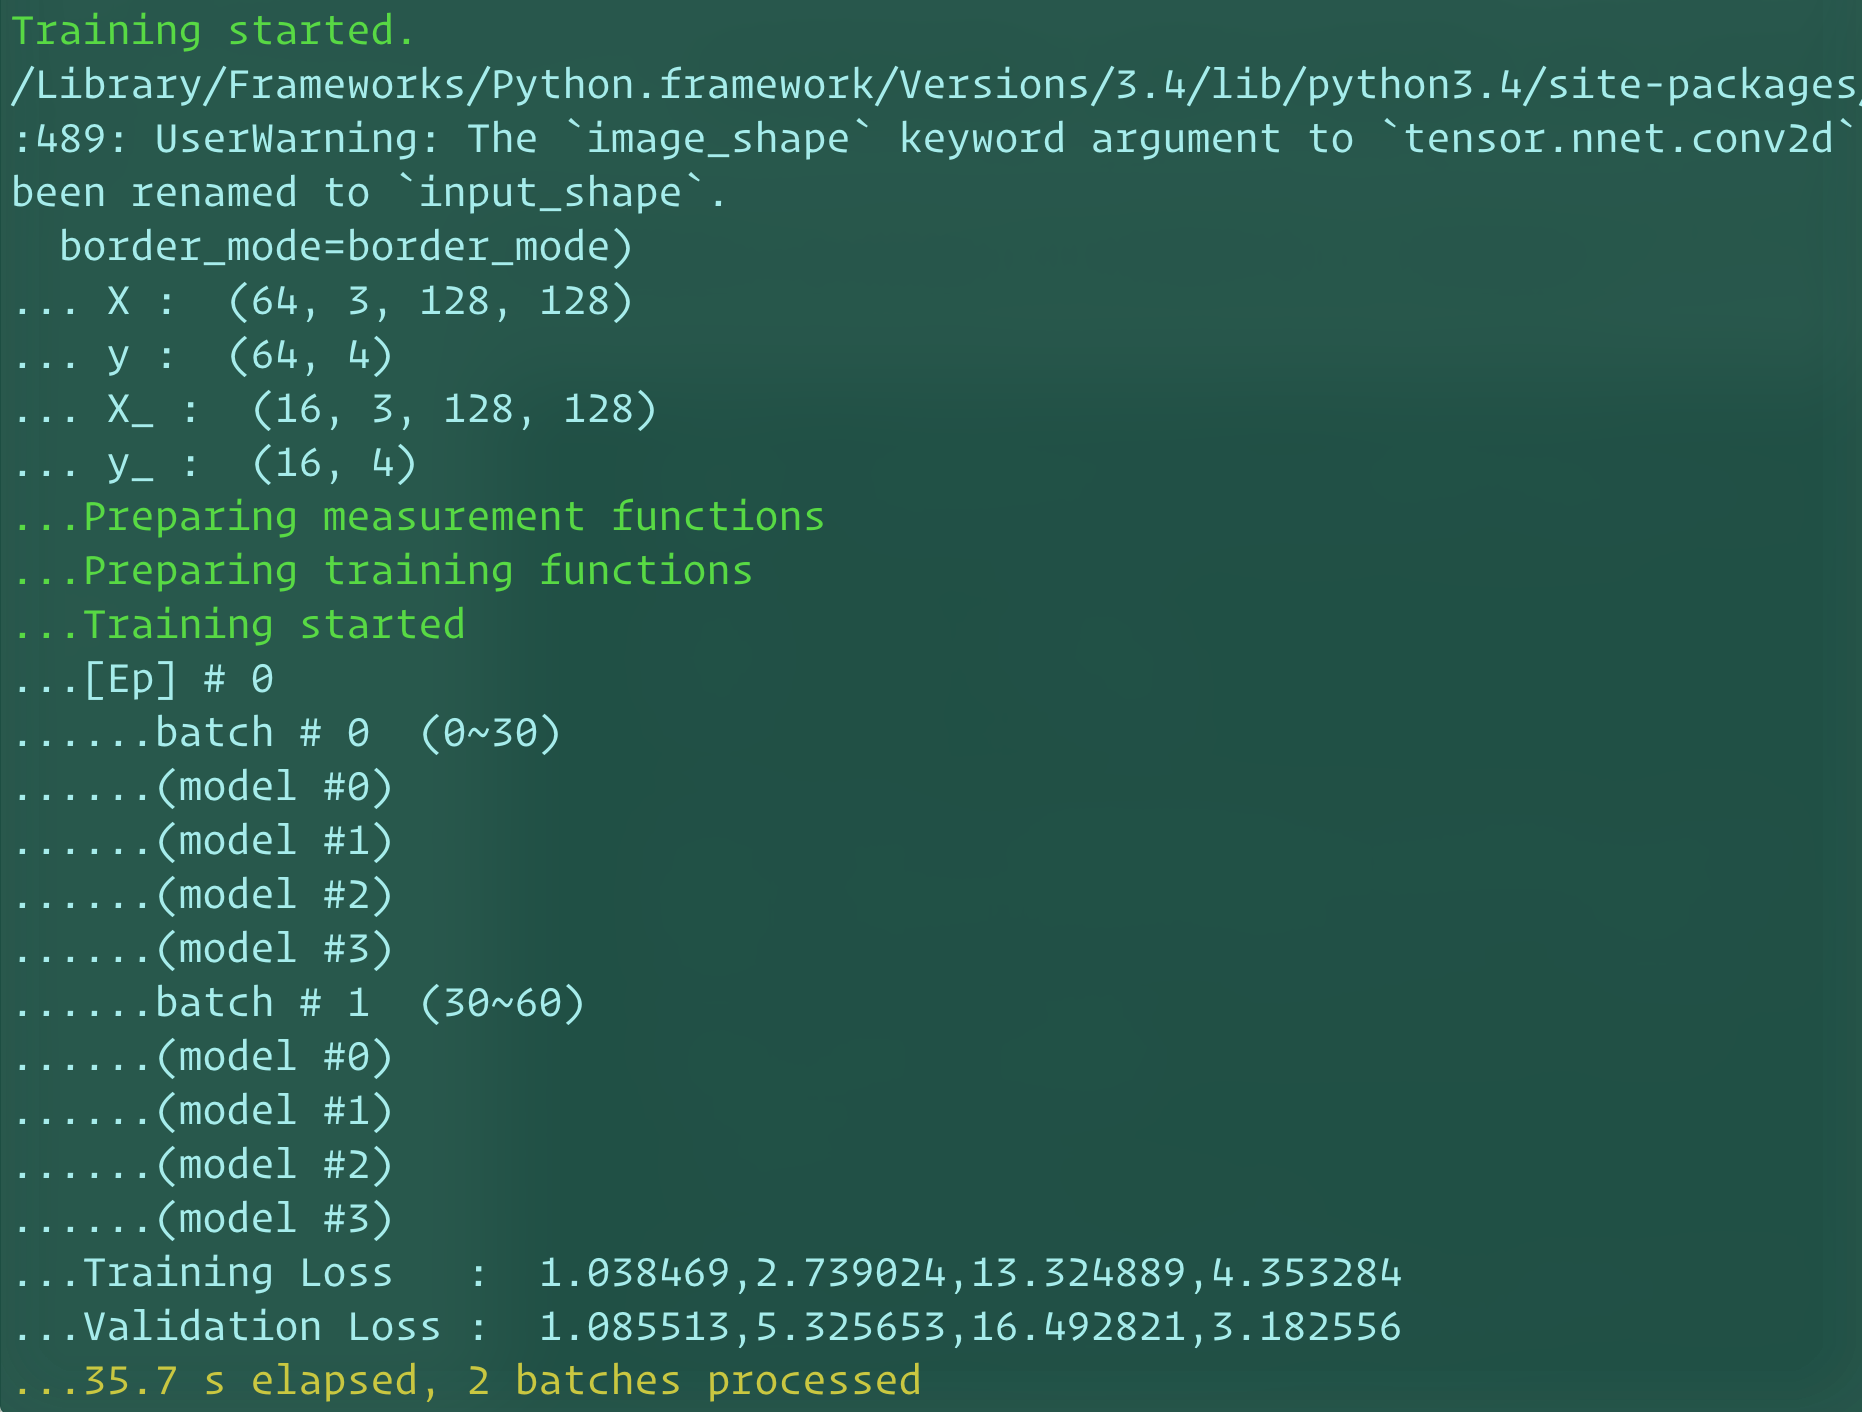 Training started.
/Library/Frameworks/Python.framework/Versions/3.4/lib/python3.4/site-packages/
:489: UserWarning: The `image_shape` keyword argument to `tensor.nnet.conv2d`
been renamed to `input_shape`.
  border_mode=border_mode)
... X :  (64, 3, 128, 128)
... y :  (64, 4)
... X_ :  (16, 3, 128, 128)
... y_ :  (16, 4)
...Preparing measurement functions
...Preparing training functions
...Training started
...[Ep] # 0
......batch # 0  (0~30)
......(model #0)
......(model #1)
......(model #2)
......(model #3)
......batch # 1  (30~60)
......(model #0)
......(model #1)
......(model #2)
......(model #3)
...Training Loss   :  1.038469,2.739024,13.324889,4.353284
...Validation Loss :  1.085513,5.325653,16.492821,3.182556
...35.7 s elapsed, 2 batches processed